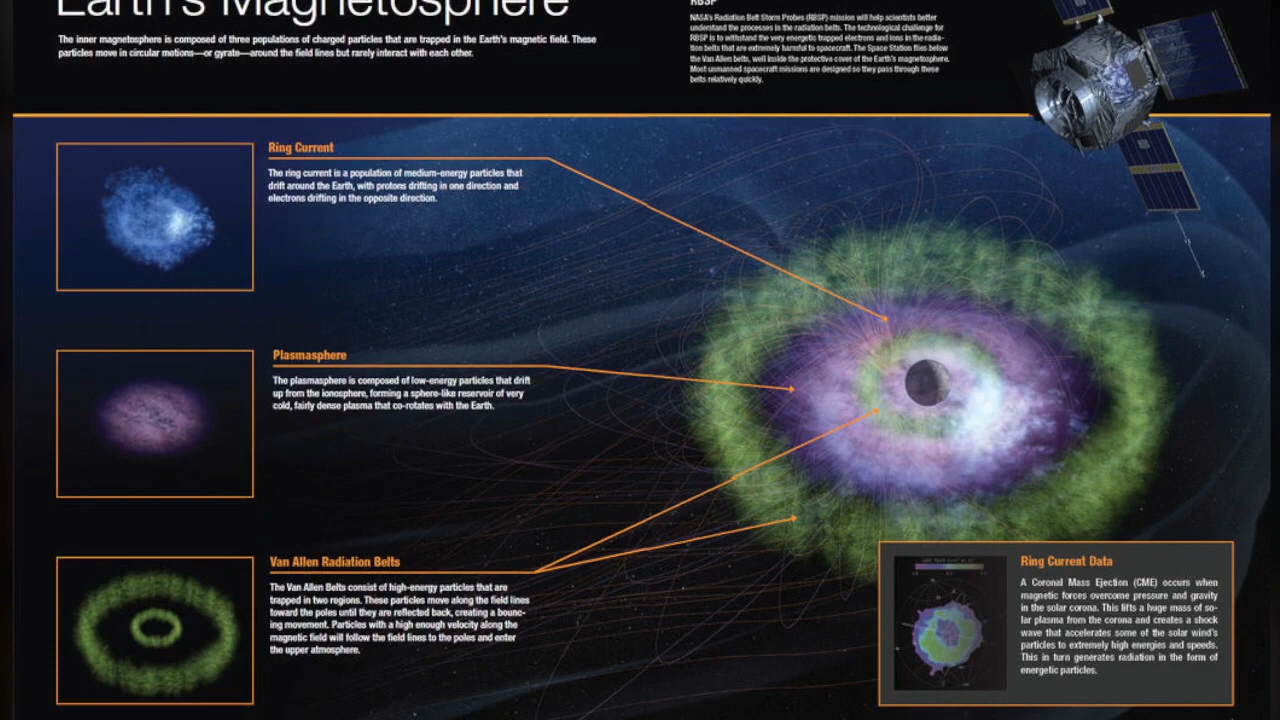 Earth's Magnetosphere
The inner magnetosphere is composed of three populations of charged particles that are trapped in the Earth's magnetic field. These
particles move in circular motions—or gyrate—around the field lines but rarely interact with each other.
RBSP
NASA's Radiation Belt Storm Probes (RBSP) mission will help scientists better
understand the processes in the radiation belts. The technological challenge for
RBSP is to withstand the very energetic trapped electrons and ions in the radia-
tion belts that are extremely harmful to spacecraft. The Space Station flies below
the Van Allen belts, well inside the protective cover of the Earth's magnetosphere.
Most unmanned spacecraft missions are designed so they pass through these
belts relatively quickly.
Ring Current
The ring current is a population of medium-energy particles that
drift around the Earth, with protons drifting in one direction and
electrons drifting in the opposite direction.
Plasmasphere
The plasmasphere is composed of low-energy particles that drift
up from the ionosphere, forming a sphere-like reservoir of very
cold, fairly dense plasma that co-rotates with the Earth.
Van Allen Radiation Belts
The Van Allen Belts consist of high-energy particles that are
trapped in two regions. These particles move along the field lines
toward the poles until they are reflected back, creating a bounc-
ing movement. Particles with a high enough velocity along the
magnetic field will follow the field lines to the poles and enter
the upper atmosphere.
Ring Current Data
A Coronal Mass Ejection (CME) occurs when
magnetic forces overcome pressure and gravity
in the solar corona. This lifts a huge mass of so-
lar plasma from the corona and creates a shock
wave that accelerates some of the solar wind's
particles to extremely high energies and speeds.
This in turn generates radiation in the form of
energetic particles.